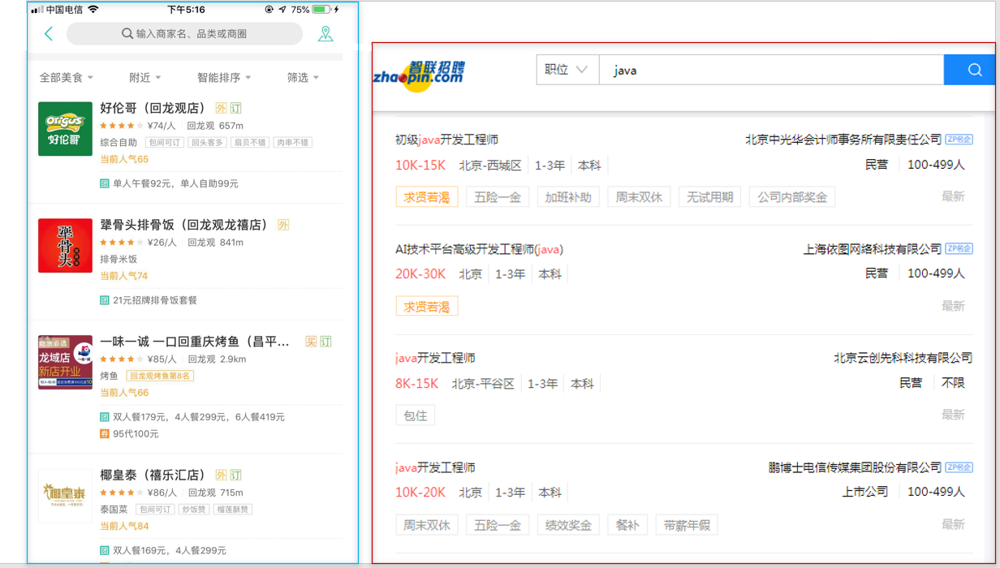 中国电信 下午5:16 75%
输入商家名、品类或商圈
全部美食 附近 智能排序 筛选
origus 好伦哥
好伦哥（回龙观店） 外 订
¥74/人 回龙观 657m
综合自助 包间可订 回头客多 扇贝不错 肉串不错
当前人气65
团 单人午餐92元，单人自助99元
犟骨头
犟骨头排骨饭（回龙观龙禧店） 外
¥26/人 回龙观 841m
排骨米饭
当前人气74
团 21元招牌排骨饭套餐
吃货必选
龙域店
新店开业
一味一诚 一口回重庆烤鱼（昌平... 买 订
¥85/人 回龙观 2.9km
烤鱼 回龙观烤鱼第8名
当前人气66
团 双人餐179元，4人餐299元，6人餐419元
券 95代100元
椰皇泰
椰皇泰（禧乐汇店） 外 订
¥86/人 回龙观 715m
泰国菜 包间可订 炒饭赞 榴莲酥赞
当前人气84
团 双人餐169元，4人餐299元
智联招聘
zhaopin.com
职位 java
初级java开发工程师 北京中光华会计师事务所有限责任公司 ZP名企
10K-15K 北京-西城区 1-3年 本科 民营 100-499人
求贤若渴 五险一金 加班补助 周末双休 无试用期 公司内部奖金 最新
AI技术平台高级开发工程师(java) 上海依图网络科技有限公司 ZP名企
20K-30K 北京 1-3年 本科 民营 100-499人
求贤若渴 最新
java开发工程师 北京云创先科科技有限公司
8K-15K 北京-平谷区 1-3年 本科 民营 不限
包住 最新
java开发工程师 鹏博士电信传媒集团股份有限公司 ZP名企
10K-20K 北京 1-3年 本科 上市公司 100-499人
周末双休 五险一金 绩效奖金 餐补 带薪年假 最新